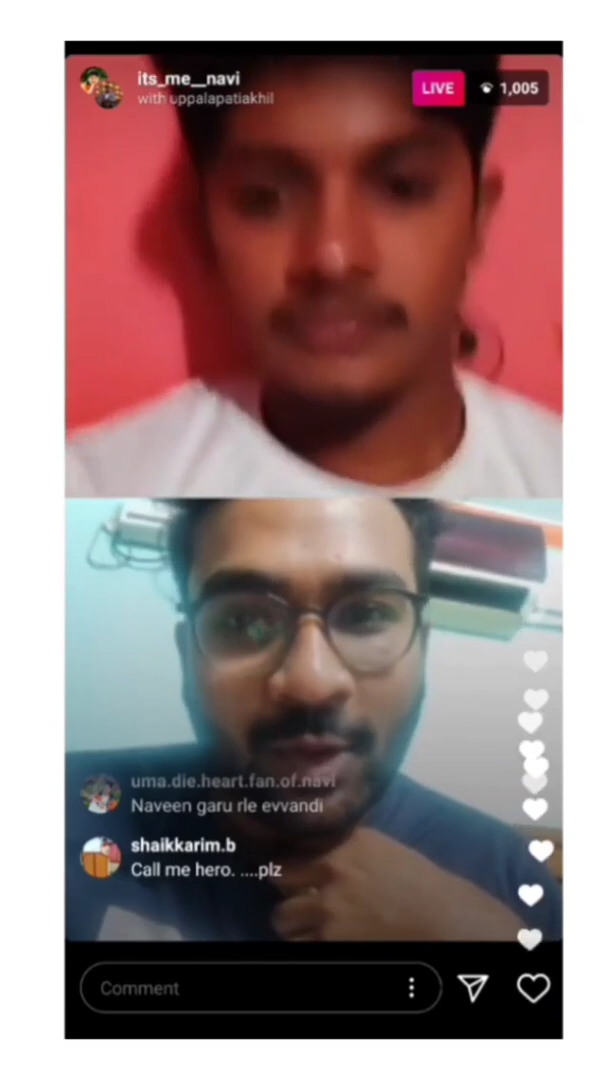 its_me__navi
with uppalapatiakhil
LIVE
1,005
uma.die.heart.fan.of.navi
Naveen garu rle evvandi
shaikkarim.b
Call me hero. ....plz
Comment